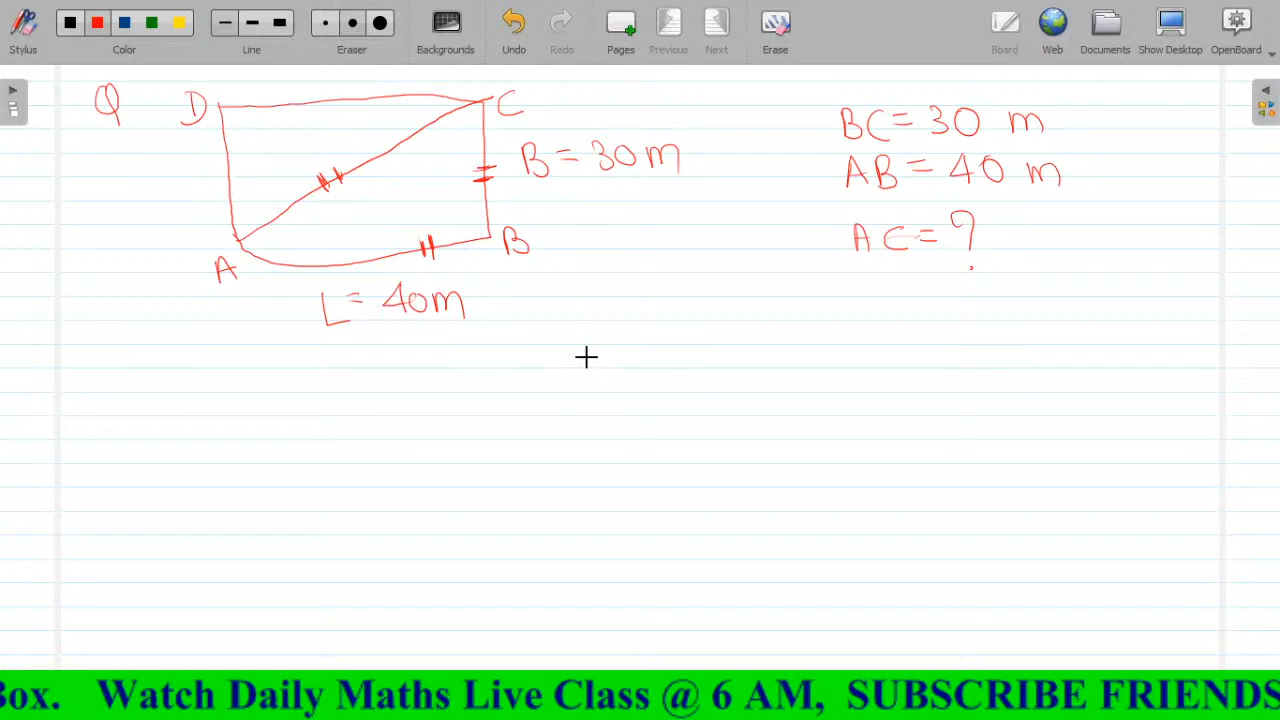 Stylus
Color
Line
Eraser
Backgrounds
Undo
Redo
Pages
Previous
Next
Erase
Board
Web
Documents
Show Desktop
OpenBoard
Q
D
C
B = 30 m
A
B
L = 40m
BC = 30 m
AB = 40 m
AC = ?
Box. Watch Daily Maths Live Class @ 6 AM, SUBSCRIBE FRIENDS